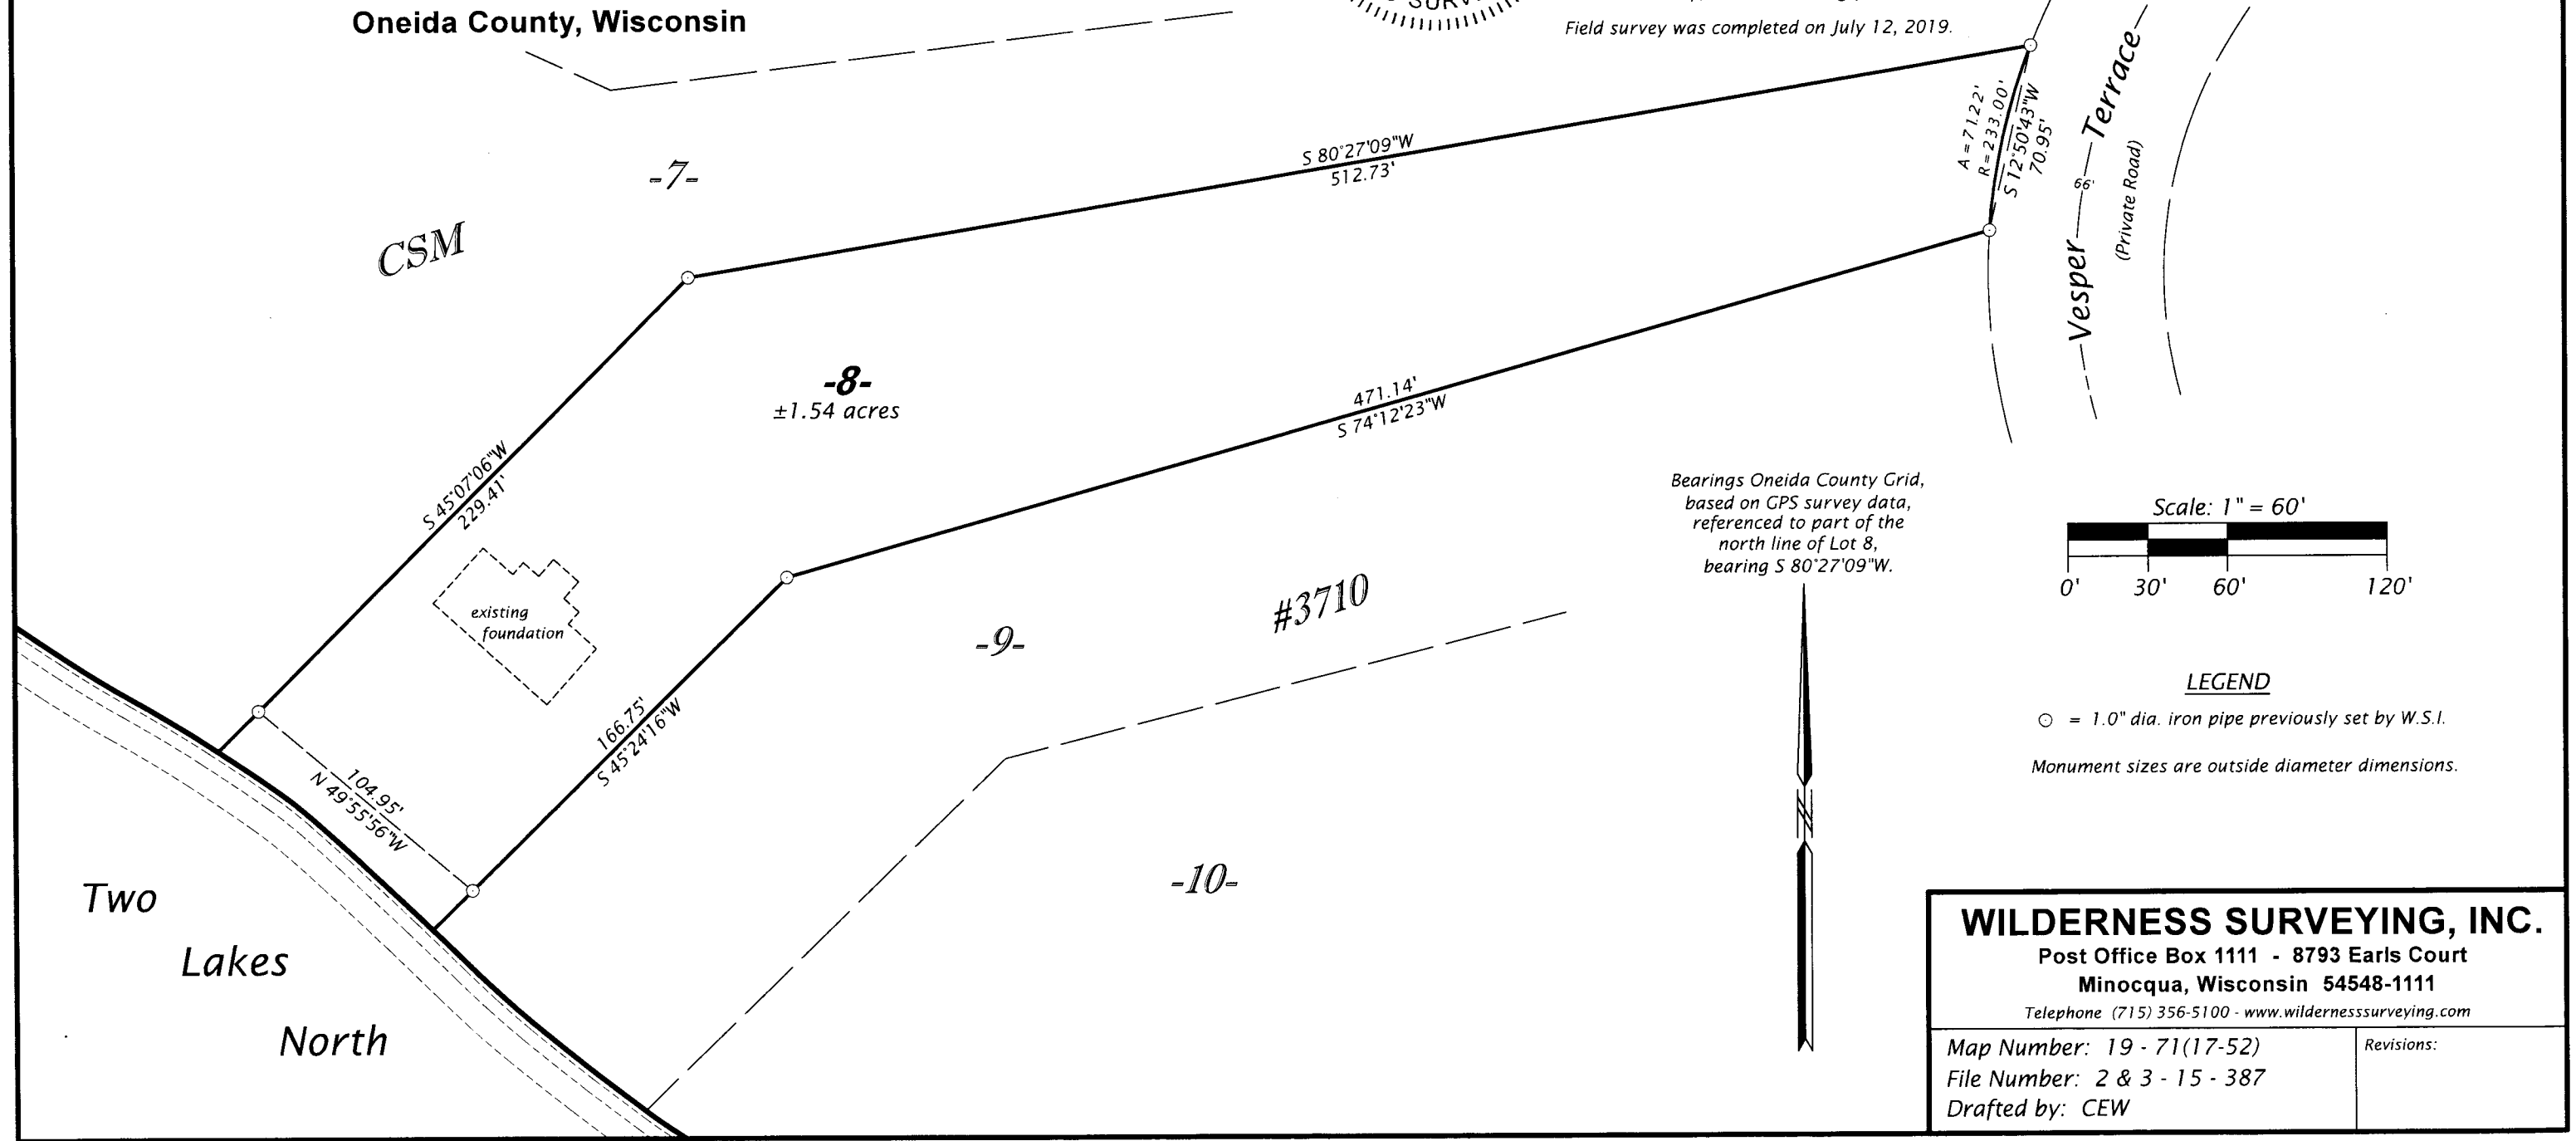 Oneida County, Wisconsin
Field survey was completed on July 12, 2019.
-7-
CSM
S 80°27'09"W
512.73'
A = 71.22'
R = 233.00'
S 12°50'43"W
70.95'
Vesper Terrace
66'
(Private Road)
-8-
±1.54 acres
471.14'
S 74°12'23"W
S 45°07'06"W
229.41'
existing
foundation
166.75'
S 45°24'16"W
104.95'
N 49°55'56"W
-9-
#3710
-10-
Two
Lakes
North
Bearings Oneida County Grid,
based on GPS survey data,
referenced to part of the
north line of Lot 8,
bearing S 80°27'09"W.
N
Scale: 1" = 60'
0' 30' 60' 120'
LEGEND
= 1.0" dia. iron pipe previously set by W.S.I.
Monument sizes are outside diameter dimensions.
WILDERNESS SURVEYING, INC.
Post Office Box 1111 - 8793 Earls Court
Minocqua, Wisconsin 54548-1111
Telephone (715) 356-5100 - www.wildernesssurveying.com
Map Number: 19 - 71(17-52)
File Number: 2 & 3 - 15 - 387
Drafted by: CEW
Revisions: